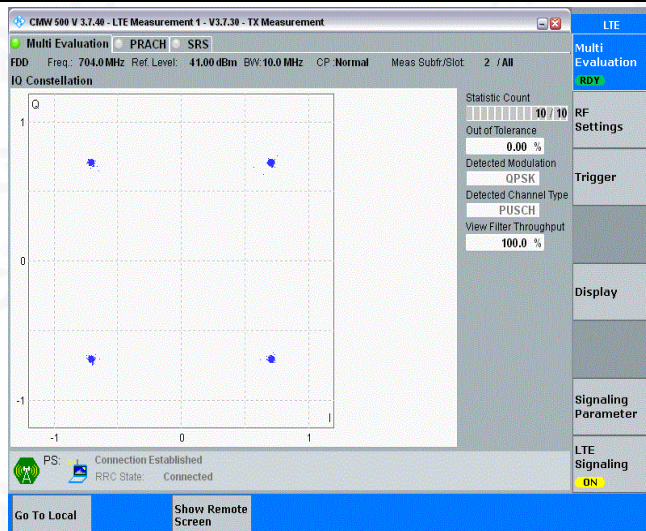 CMW 500 V 3.7.40 - LTE Measurement 1 - V3.7.30 - TX Measurement
LTE
Multi Evaluation PRACH SRS
FDD Freq.: 704.0 MHz Ref. Level: 41.00 dBm BW: 10.0 MHz CP :Normal Meas Subfr./Slot: 2 / All
IQ Constellation
Q
1
0
-1
-1 0 1
I
Statistic Count
10 / 10
Out of Tolerance
0.00 %
Detected Modulation
QPSK
Detected Channel Type
PUSCH
View Filter Throughput
100.0 %
Multi
Evaluation
RDY
RF
Settings
Trigger
Display
Signaling
Parameter
LTE
Signaling
ON
PS: Connection Established
RRC State: Connected
Go To Local
Show Remote
Screen